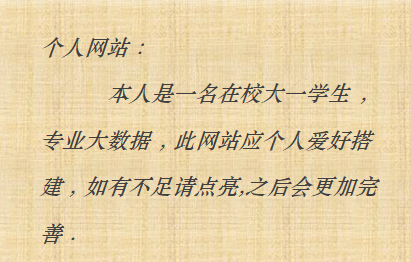 个人网站：
本人是一名在校大一学生，
专业大数据，此网站应个人爱好搭
建，如有不足请点亮,之后会更加完
善.